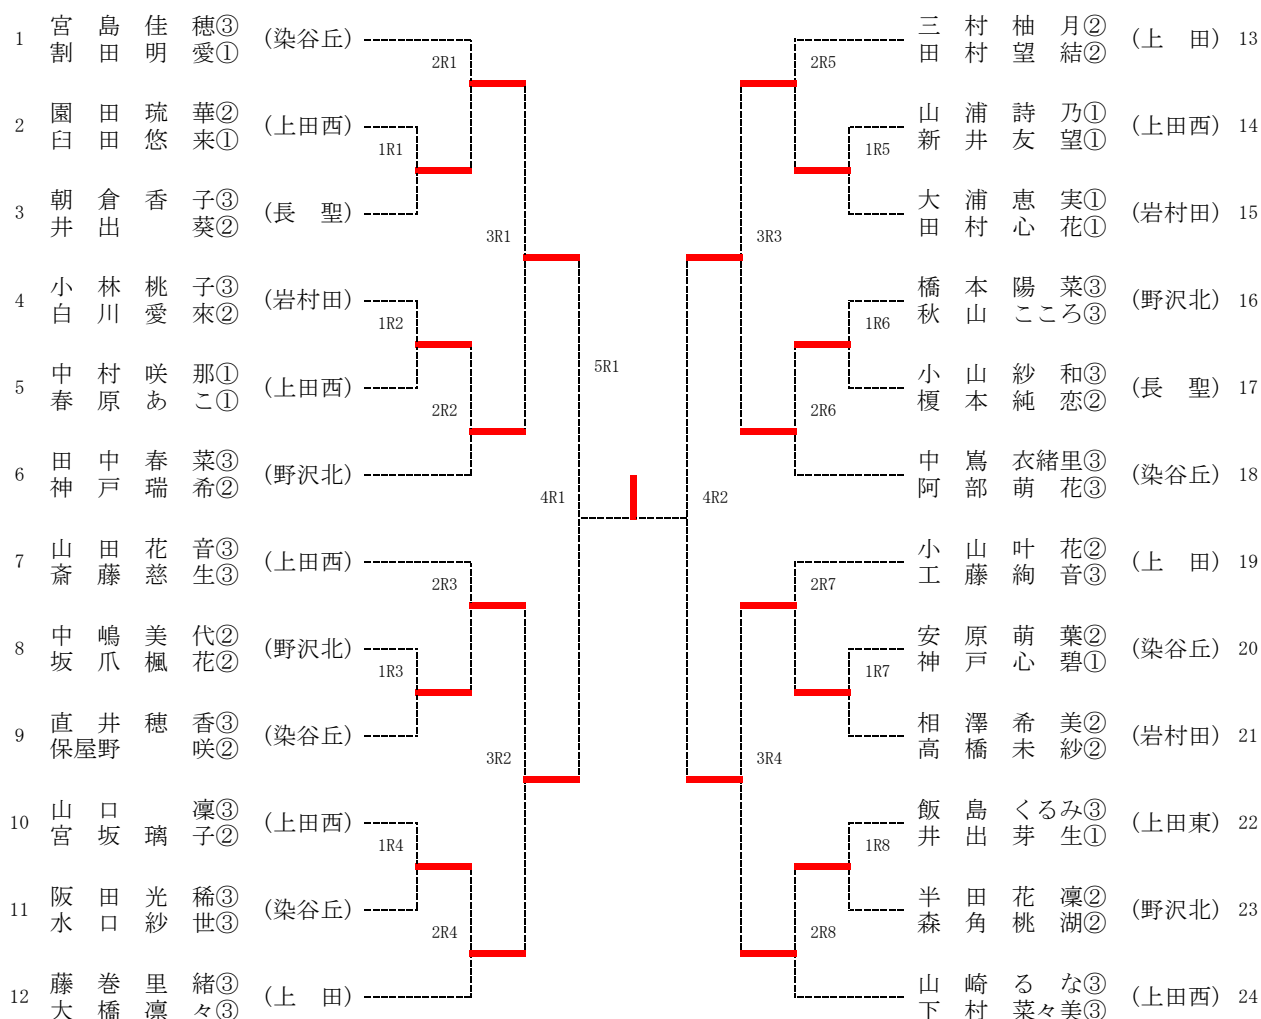 1 宮島佳穂③ (染谷丘)
割田明愛①
2R1
2 園田琉華② (上田西)
臼田悠来①
1R1
3 朝倉香子③ (長 聖)
井出 葵②
3R1
4 小林桃子③ (岩村田)
白川愛來②
1R2
5 中村咲那① (上田西)
春原あこ①
2R2
6 田中春菜③ (野沢北)
神戸瑞希②
5R1
4R1
7 山田花音③ (上田西)
斎藤慈生③
2R3
8 中嶋美代② (野沢北)
坂爪楓花②
1R3
9 直井穂香③ (染谷丘)
保屋野 咲②
3R2
10 山口 凜③ (上田西)
宮坂璃子②
1R4
11 阪田光稀③ (染谷丘)
水口紗世③
2R4
12 藤巻里緒③ (上 田)
大橋凛々③
三村柚月② (上 田) 13
田村望結②
2R5
山浦詩乃① (上田西) 14
新井友望①
1R5
大浦恵実① (岩村田) 15
田村心花①
3R3
橋本陽菜③ (野沢北) 16
秋山こころ③
1R6
小山紗和③ (長 聖) 17
榎本純恋②
2R6
中嶌衣緒里③ (染谷丘) 18
阿部萌花③
4R2
小山叶花② (上 田) 19
工藤絢音③
2R7
安原萌葉② (染谷丘) 20
神戸心碧①
1R7
相澤希美② (岩村田) 21
高橋未紗②
3R4
飯島くるみ③ (上田東) 22
井出芽生①
1R8
半田花凜② (野沢北) 23
森角桃湖②
2R8
山崎るな③ (上田西) 24
下村菜々美③